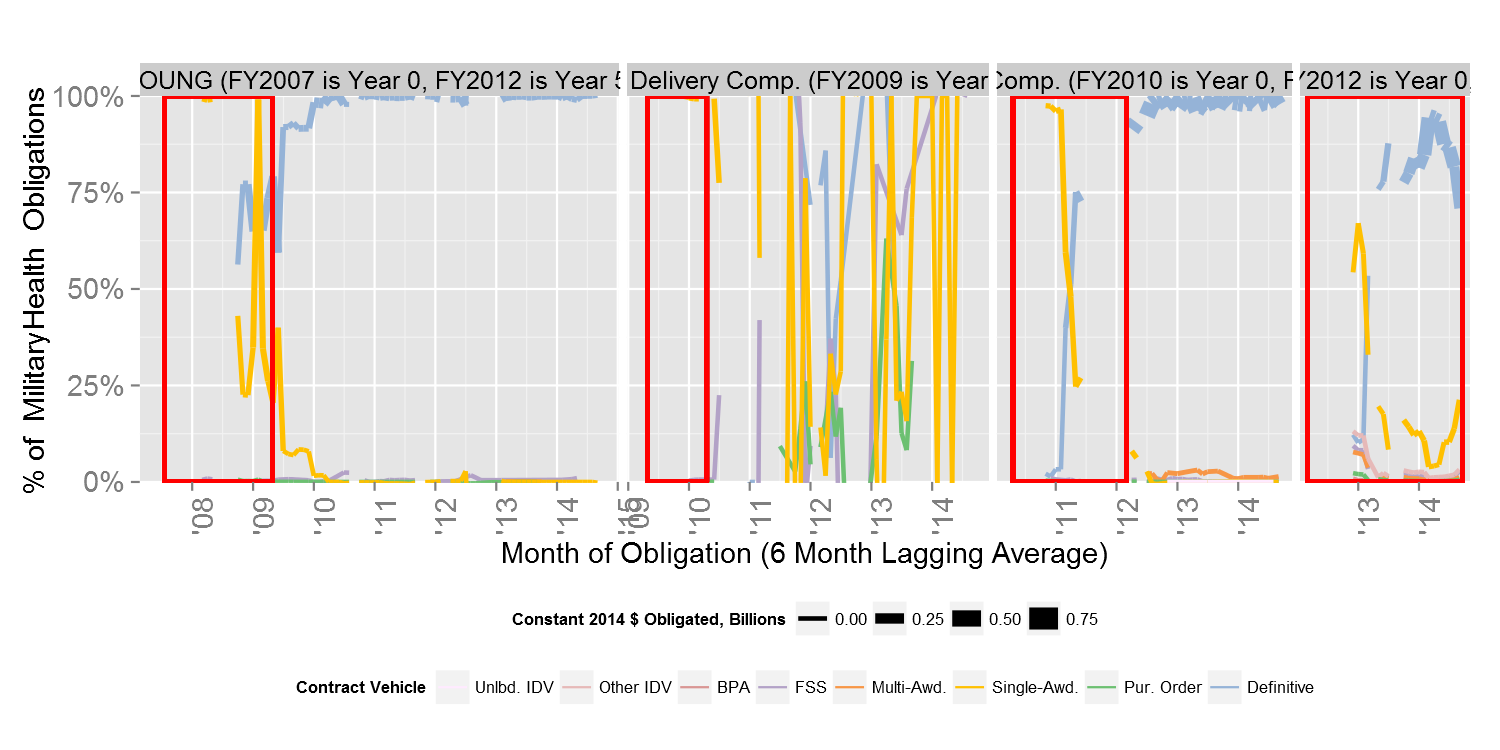 OUNG (FY2007 is Year 0, FY2012 is Year 5
Delivery Comp. (FY2009 is Year
Comp. (FY2010 is Year 0, F
Y2012 is Year 0,
% of MilitaryHealth Obligations
100%
75%
50%
25%
0%
'08 '09 '10 '11 '12 '13 '14 '15
'09 '10 '11 '12 '13 '14
'11 '12 '13 '14
'13 '14
Month of Obligation (6 Month Lagging Average)
Constant 2014 $ Obligated, Billions 0.00 0.25 0.50 0.75
Contract Vehicle Unlbd. IDV Other IDV BPA FSS Multi-Awd. Single-Awd. Pur. Order Definitive